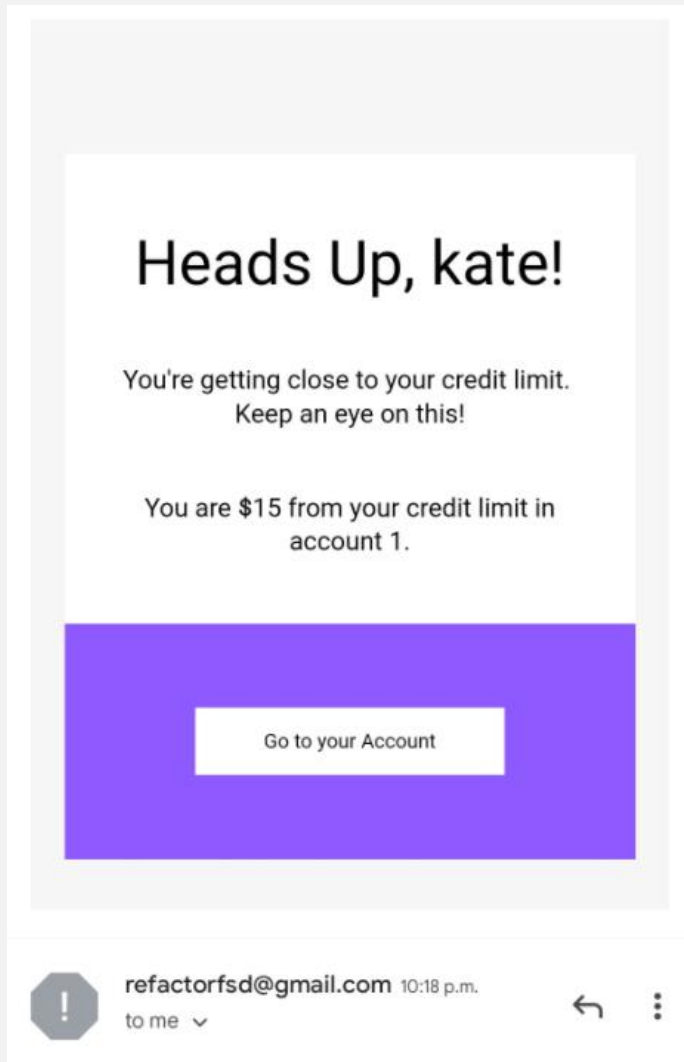 Heads Up, kate!
You're getting close to your credit limit.
Keep an eye on this!
You are $15 from your credit limit in
account 1.
Go to your Account
!
refactorfsd@gmail.com 10:18 p.m.
to me